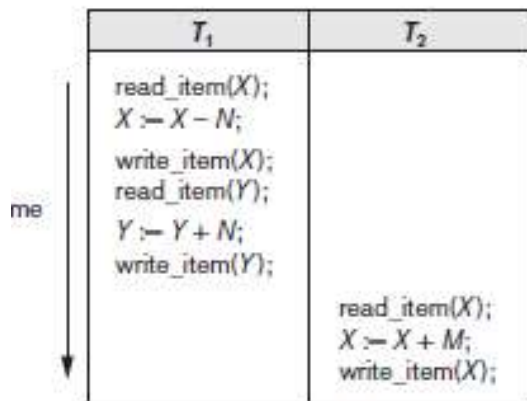 T₁ T₂
read_item(X);
X := X – N;
write_item(X);
read_item(Y);
me
Y := Y + N;
write_item(Y);
read_item(X);
X := X + M;
write_item(X);